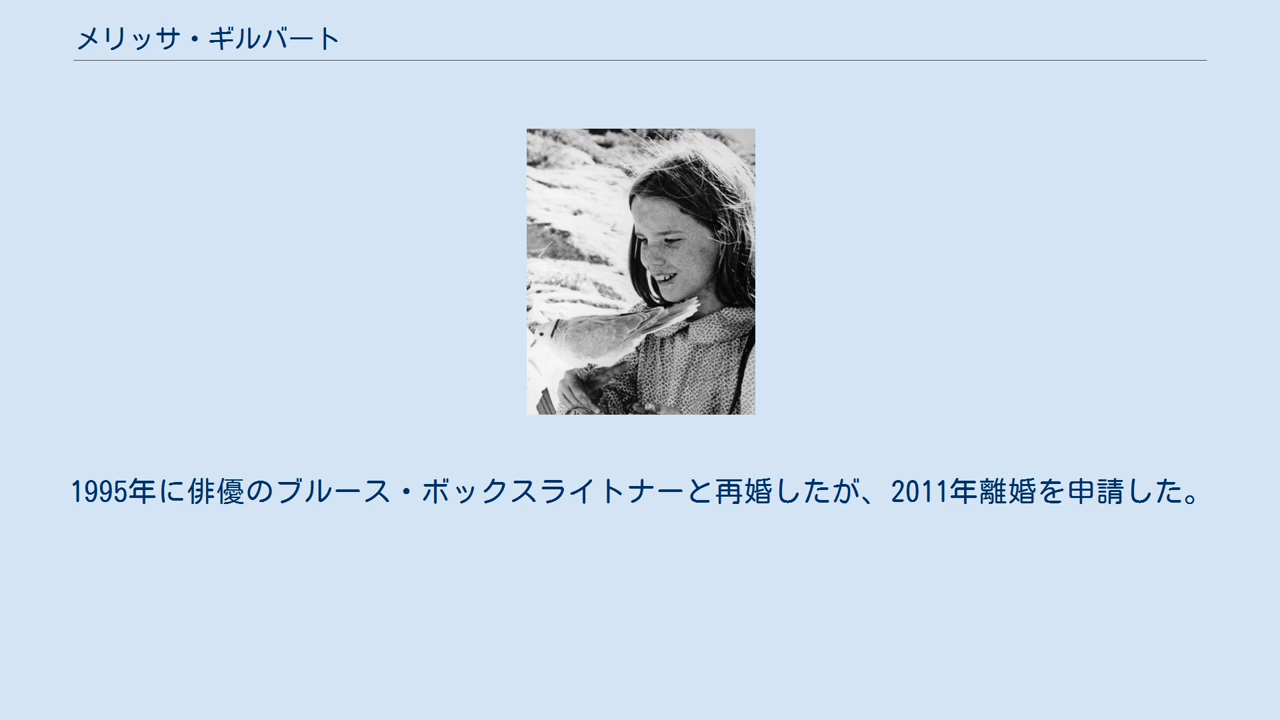 メリッサ・ギルバート
1995年に俳優のブルース・ボックスライトナーと再婚したが、2011年離婚を申請した。